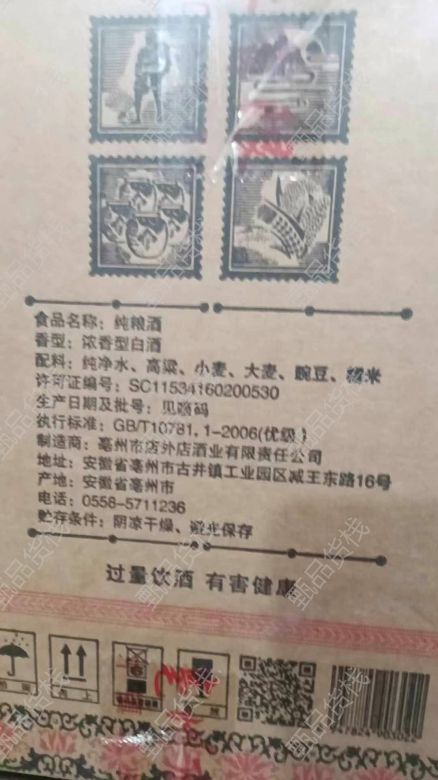 食品名称：纯粮酒
香型：浓香型白酒
配料：纯净水、高粱、小麦、大麦、豌豆、糯米
许可证编号：SC11534160200530
生产日期及批号：见喷码
执行标准：GB/T10781.1-2006(优级)
制造商：亳州市店外店酒业有限责任公司
地址：安徽省亳州市古井镇工业园区减王东路16号
产地：安徽省亳州市
电话：0558-5711236
贮存条件：阴凉干燥、避光保存
过量饮酒 有害健康
甄品货栈